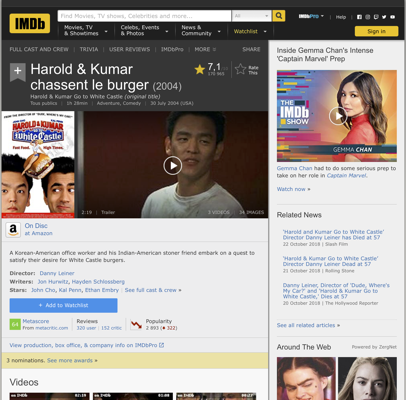 IMDb
Find Movies, TV shows, Celebrities and more...
All
Movies, TV
& Showtimes
Celebs, Events
& Photos
News &
Community
Watchlist
IMDbPro
Help
Sign in
FULL CAST AND CREW | TRIVIA | USER REVIEWS | IMDbPro | MORE
SHARE
Harold & Kumar
chassent le burger (2004)
Harold & Kumar Go to White Castle (original title)
Tous publics | 1h 28min | Adventure, Comedy | 30 July 2004 (USA)
7,1
Rate
This
HAROLD & KUMAR
Fast Food. High Times.
2:19 | Trailer
3 VIDEOS
34 IMAGES
On Disc
at Amazon
A Korean-American office worker and his Indian-American stoner friend embark on a quest to
satisfy their desire for White Castle burgers.
Director: Danny Leiner
Writers: Jon Hurwitz, Hayden Schlossberg
Stars: John Cho, Kal Penn, Ethan Embry | See full cast & crew »
+ Add to Watchlist
Metascore
From metacritic.com
Reviews
320 user | 152 critic
Popularity
2 893
View production, box office, & company info on IMDbPro
3 nominations. See more awards »
Videos
Inside Gemma Chan's Intense
'Captain Marvel' Prep
THE
IMDb
SHOW
GEMMA CHAN
Gemma Chan had to do some serious prep to
take on her role in Captain Marvel.
Watch now »
Related News
'Harold & Kumar Go to White Castle'
Director Danny Leiner has Died at 57
22 October 2018 | Slash Film
'Harold and Kumar Go to White Castle'
Director Danny Leiner Dead at 57
21 October 2018 | Rolling Stone
Danny Leiner, Director of 'Dude, Where's
My Car?' and 'Harold & Kumar Go to
White Castle,' Dies at 57
20 October 2018 | The Hollywood Reporter
See all related articles »
Around The Web
Powered by ZergNet